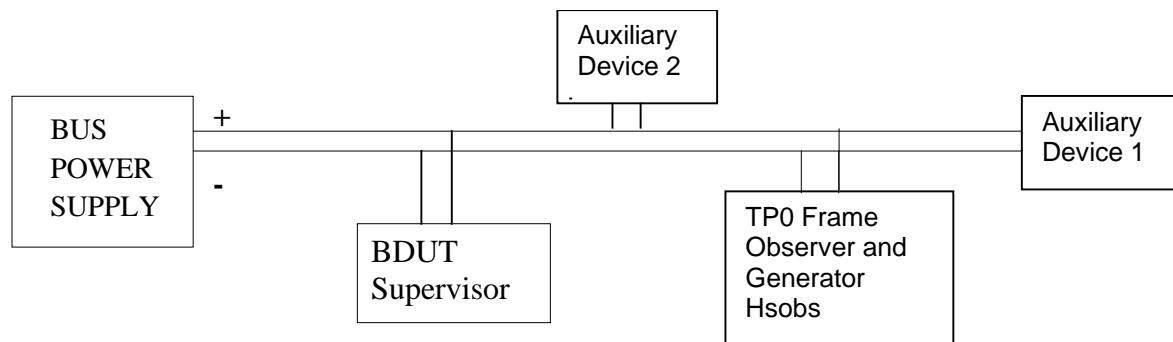 Auxiliary
Device 2
BUS
POWER
SUPPLY
+
-
Auxiliary
Device 1
BDUT
Supervisor
TP0 Frame
Observer and
Generator
Hsobs